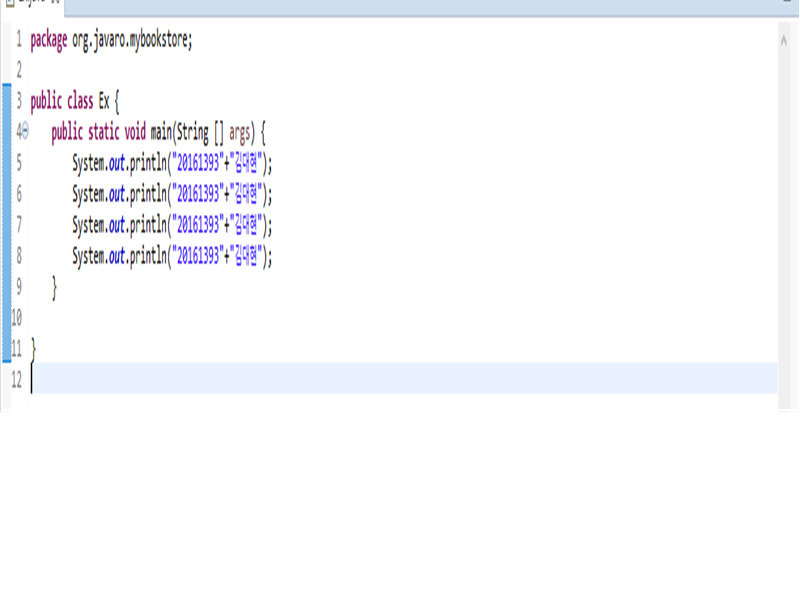 1 package org.javaro.mybookstore;
2
3 public class Ex {
4 public static void main(String [] args) {
5 System.out.println("20161393"+"김대현");
6 System.out.println("20161393"+"김대현");
7 System.out.println("20161393"+"김대현");
8 System.out.println("20161393"+"김대현");
9 }
10
11 }
12